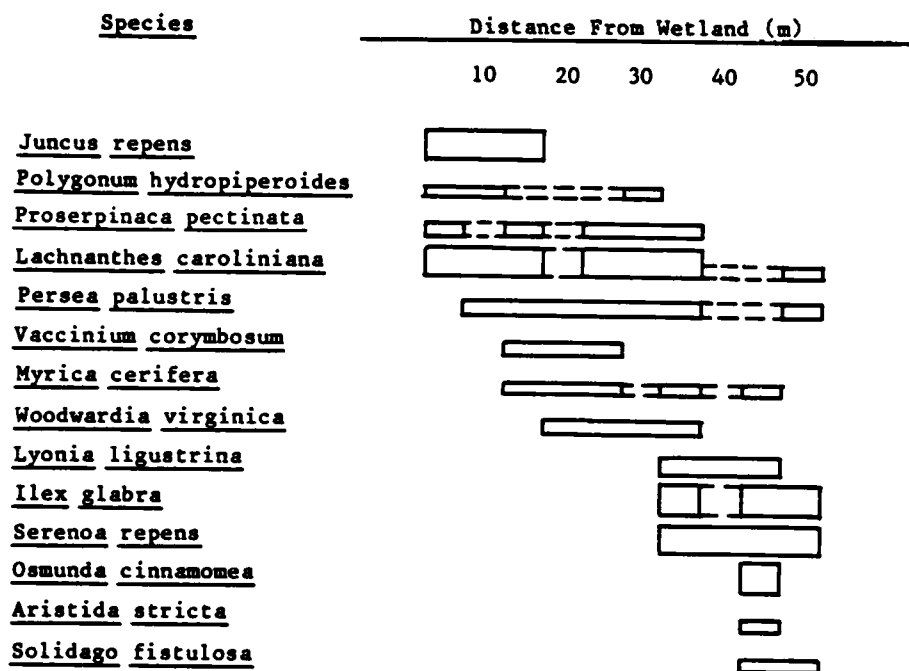 Species Distance From Wetland (m)
10 20 30 40 50
Juncus repens
Polygonum hydropiperoides
Proserpinaca pectinata
Lachnanthes caroliniana
Persea palustris
Vaccinium corymbosum
Myrica cerifera
Woodwardia virginica
Lyonia ligustrina
Ilex glabra
Serenoa repens
Osmunda cinnamomea
Aristida stricta
Solidago fistulosa